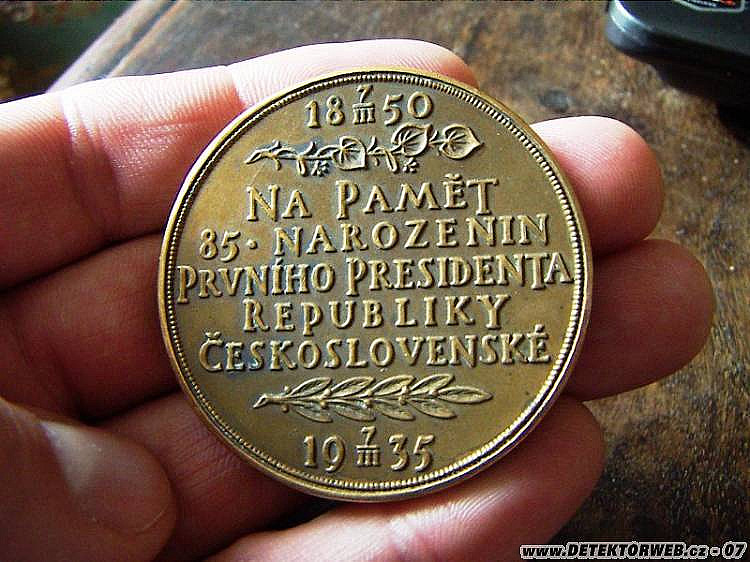 18 7/III 50
NA PAMĚT
85. NAROZENIN
PRVNÍHO PRESIDENTA
REPUBLIKY
ČESKOSLOVENSKÉ
19 7/III 35
www.DETEKTORWEB.cz - 07